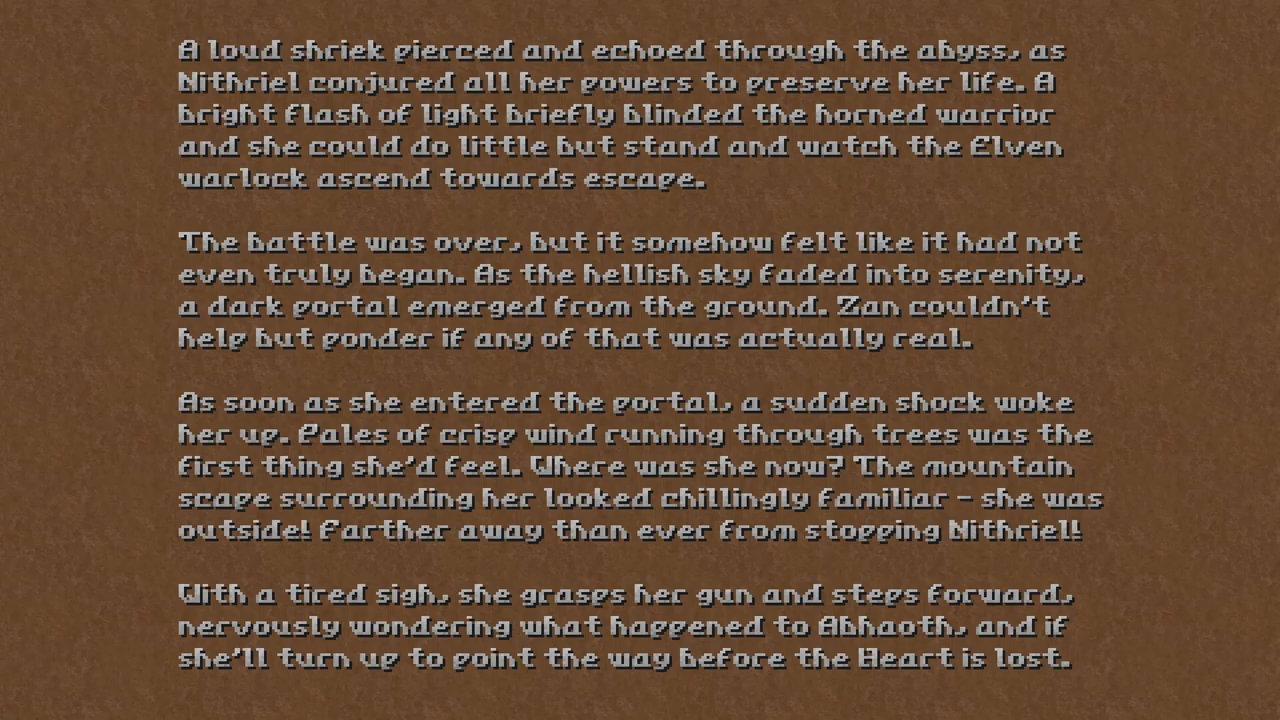 A loud shriek pierced and echoed through the abyss, as
Nithriel conjured all her powers to preserve her life. A
bright flash of light briefly blinded the horned warrior
and she could do little but stand and watch the Elven
warlock ascend towards escape.

The battle was over, but it somehow felt like it had not
even truly began. As the hellish sky faded into serenity,
a dark portal emerged from the ground. Zan couldn't
help but ponder if any of that was actually real.

As soon as she entered the portal, a sudden shock woke
her up. Pales of crisp wind running through trees was the
first thing she'd feel. Where was she now? The mountain
scape surrounding her looked chillingly familiar - she was
outside! Farther away than ever from stopping Nithriel!

With a tired sigh, she grasps her gun and steps forward,
nervously wondering what happened to Abhaoth, and if
she'll turn up to point the way before the Heart is lost.